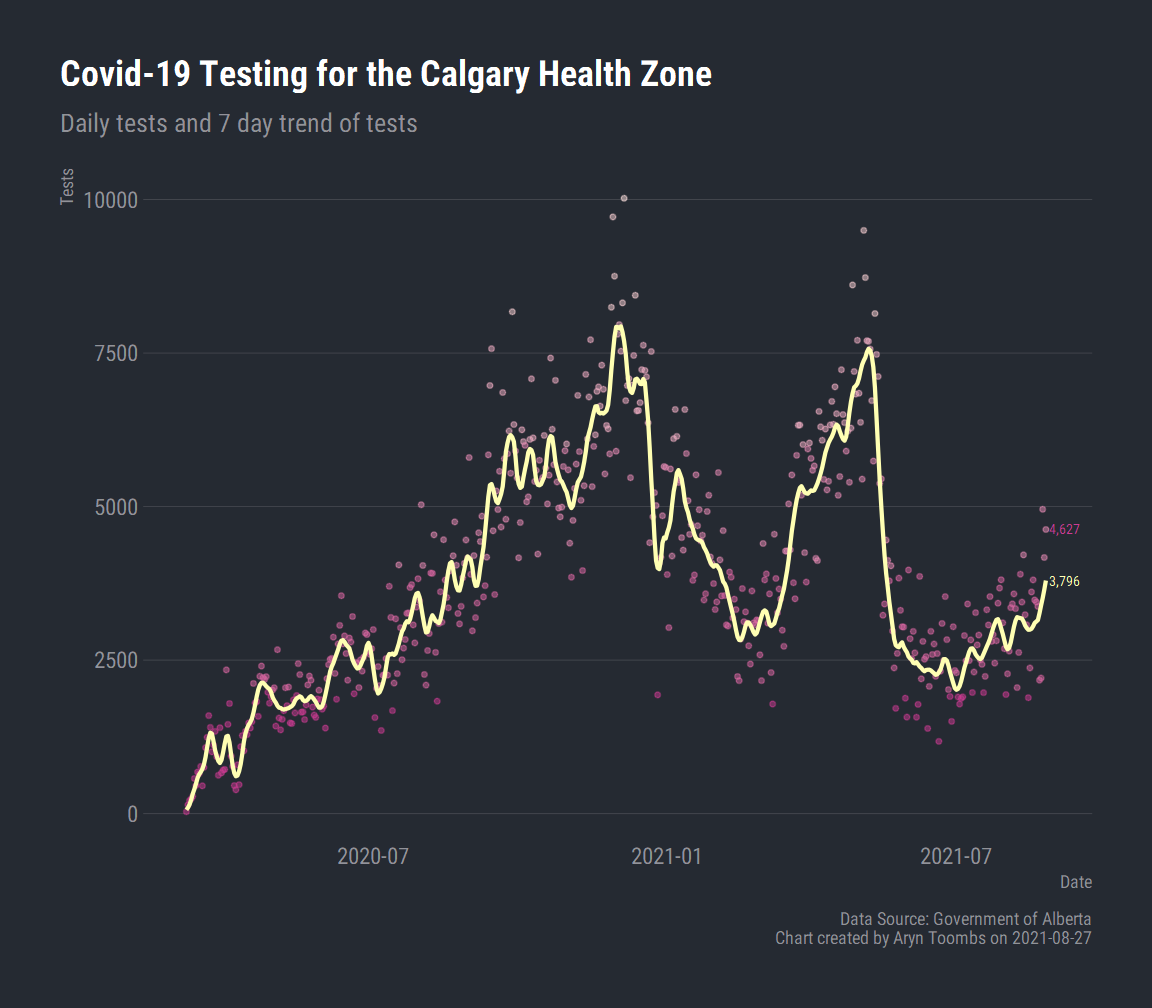 Covid-19 Testing for the Calgary Health Zone
Daily tests and 7 day trend of tests
Tests
10000
7500
5000
2500
0
4,627
3,796
2020-07
2021-01
2021-07
Date
Data Source: Government of Alberta
Chart created by Aryn Toombs on 2021-08-27